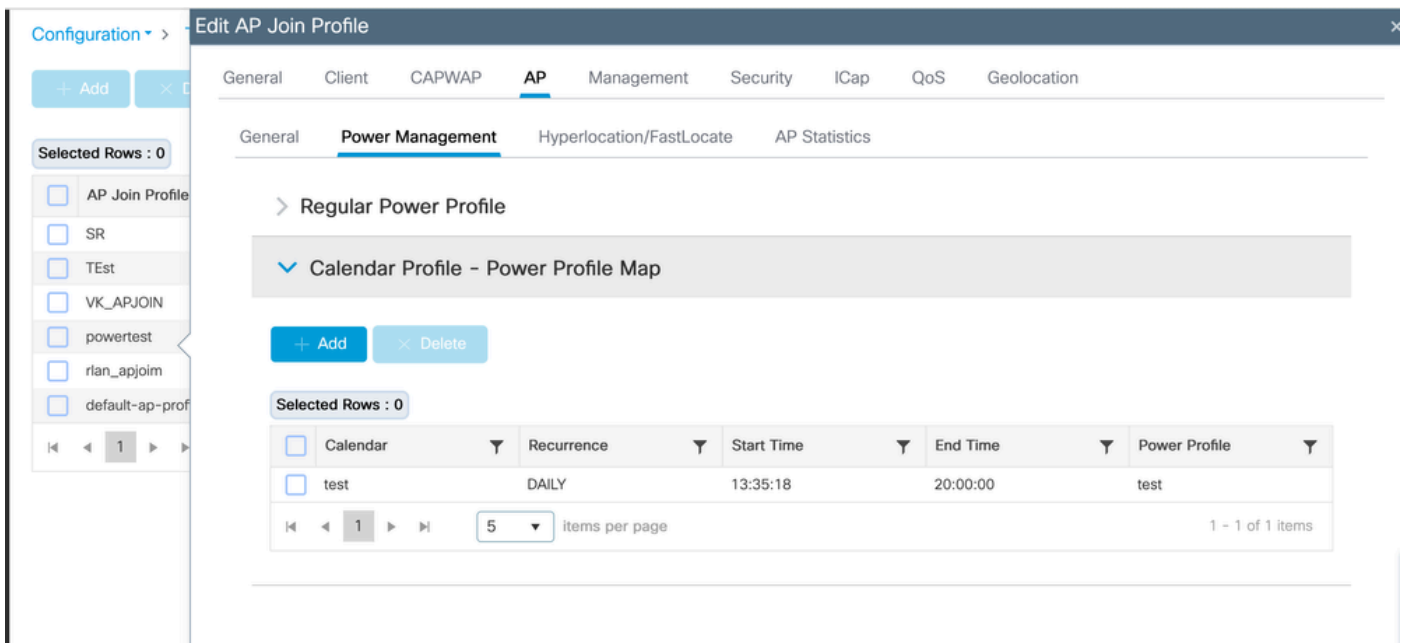 Configuration >
Edit AP Join Profile
×
+ Add
×
General Client CAPWAP AP Management Security ICap QoS Geolocation
General Power Management Hyperlocation/FastLocate AP Statistics
Selected Rows : 0
AP Join Profile
SR
TEst
VK_APJOIN
powertest
rlan_apjoim
default-ap-prof
1
Regular Power Profile
Calendar Profile - Power Profile Map
+ Add
× Delete
Selected Rows : 0
Calendar Recurrence Start Time End Time Power Profile
test DAILY 13:35:18 20:00:00 test
1 5 items per page 1 - 1 of 1 items